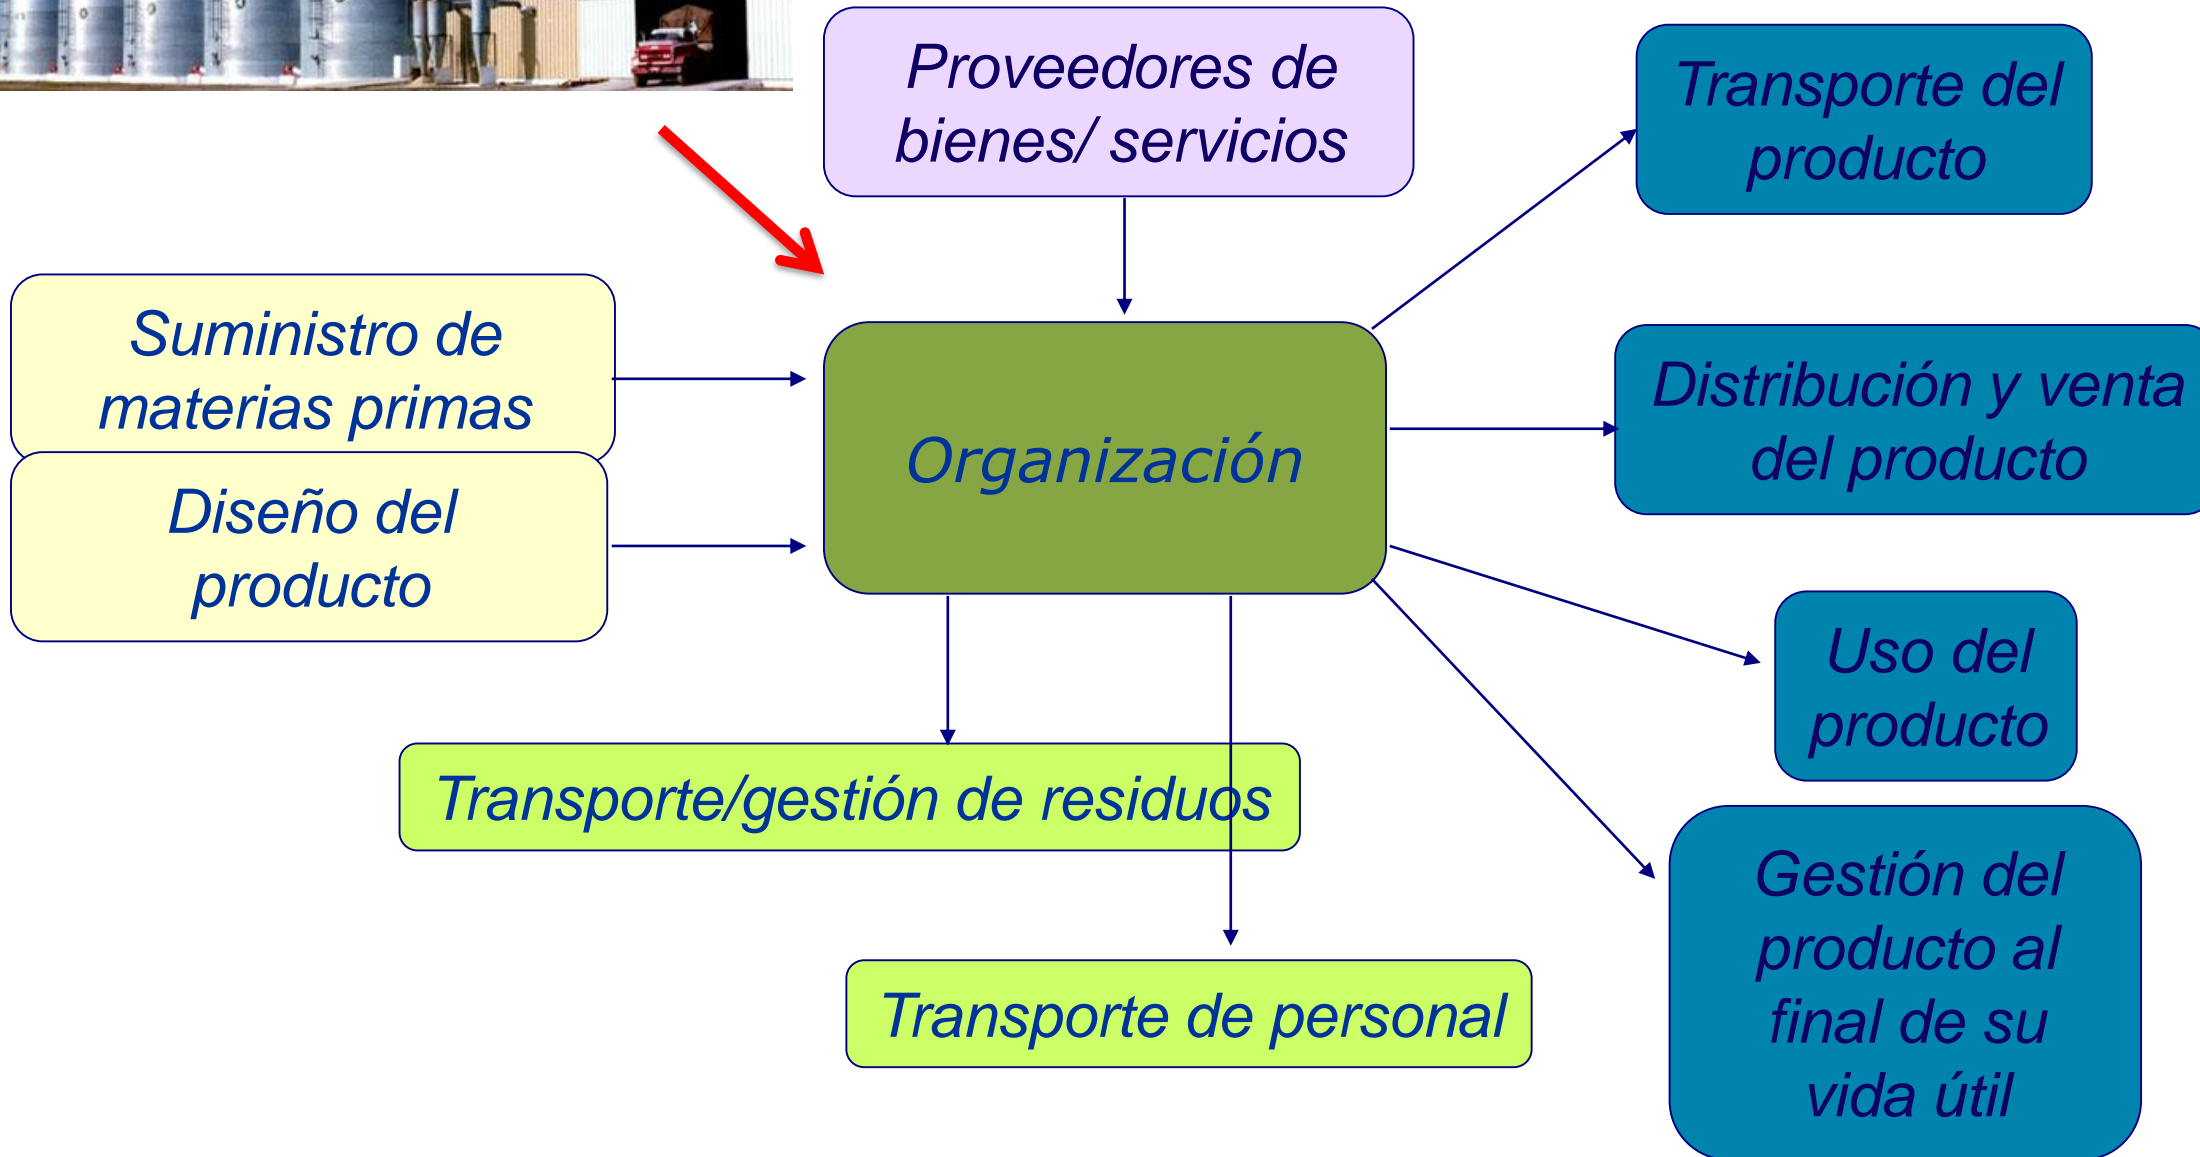 Proveedores de
bienes/ servicios
Transporte del
producto
Suministro de
materias primas
Diseño del
producto
Organización
Distribución y venta
del producto
Uso del
producto
Transporte/gestión de residuos
Transporte de personal
Gestión del
producto al
final de su
vida útil